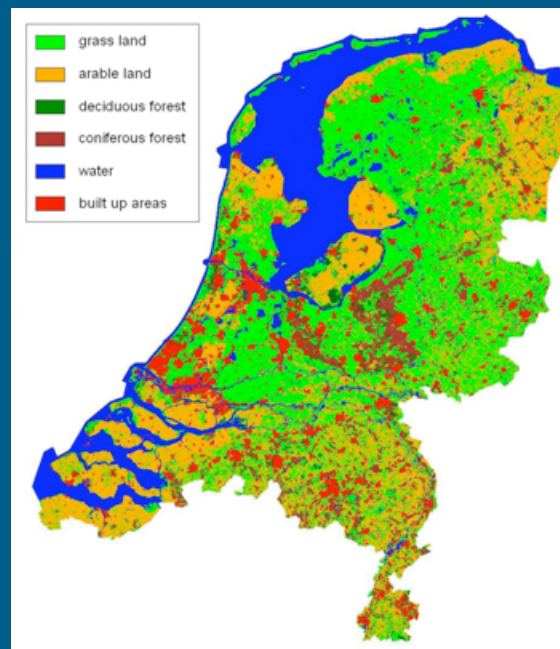 grass land
arable land
deciduous forest
coniferous forest
water
built up areas